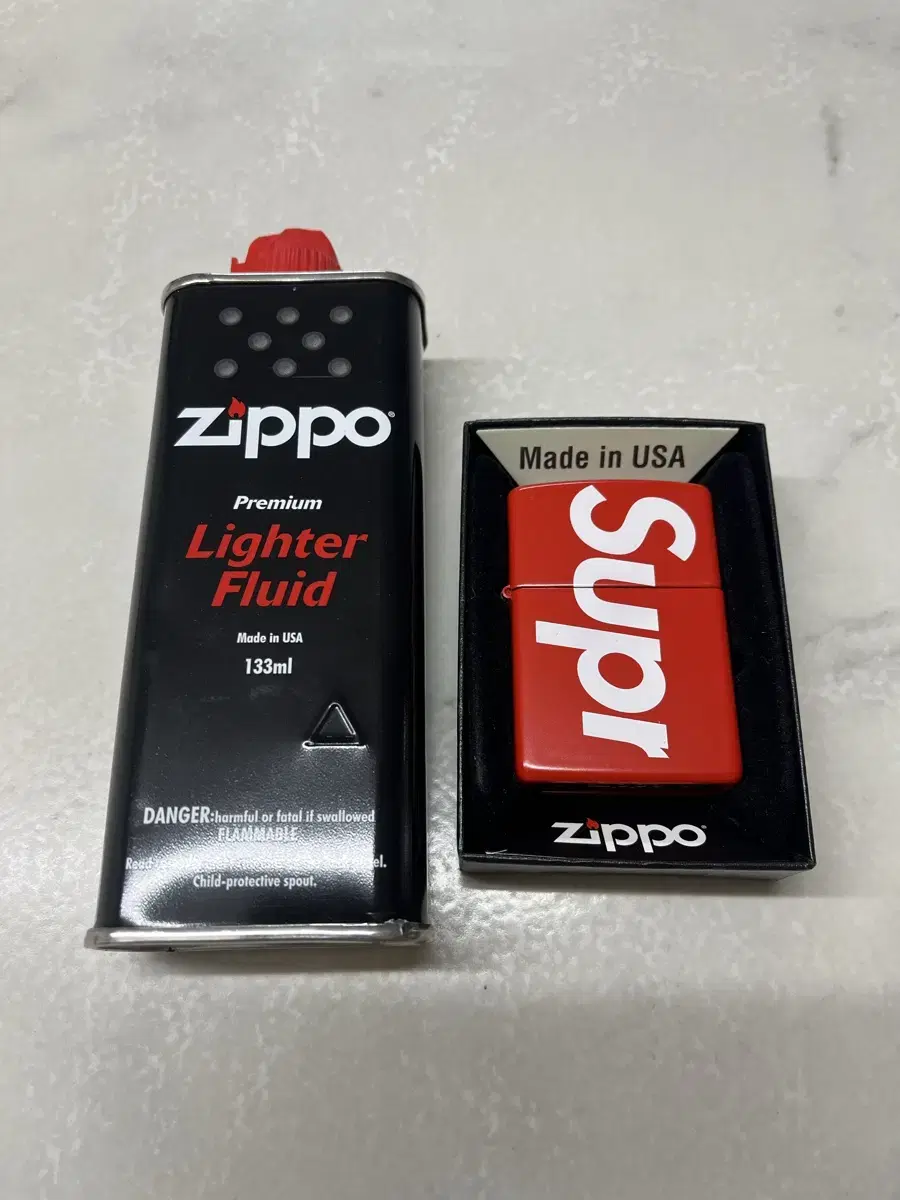 zippo
Premium
Lighter
Fluid
Made in USA
133ml
DANGER:harmful or fatal if swallowed
FLAMMABLE
Read
Child-protective spout.
Made in USA
Supr
zippo